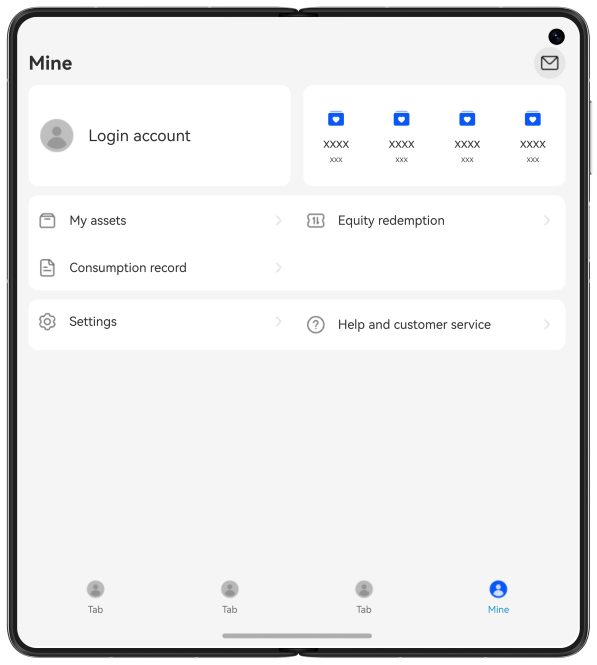 Mine
Login account
XXXX XXXX XXXX XXXX
xxx xxx xxx xxx
My assets
Equity redemption
Consumption record
Settings
Help and customer service
Tab Tab Tab Mine